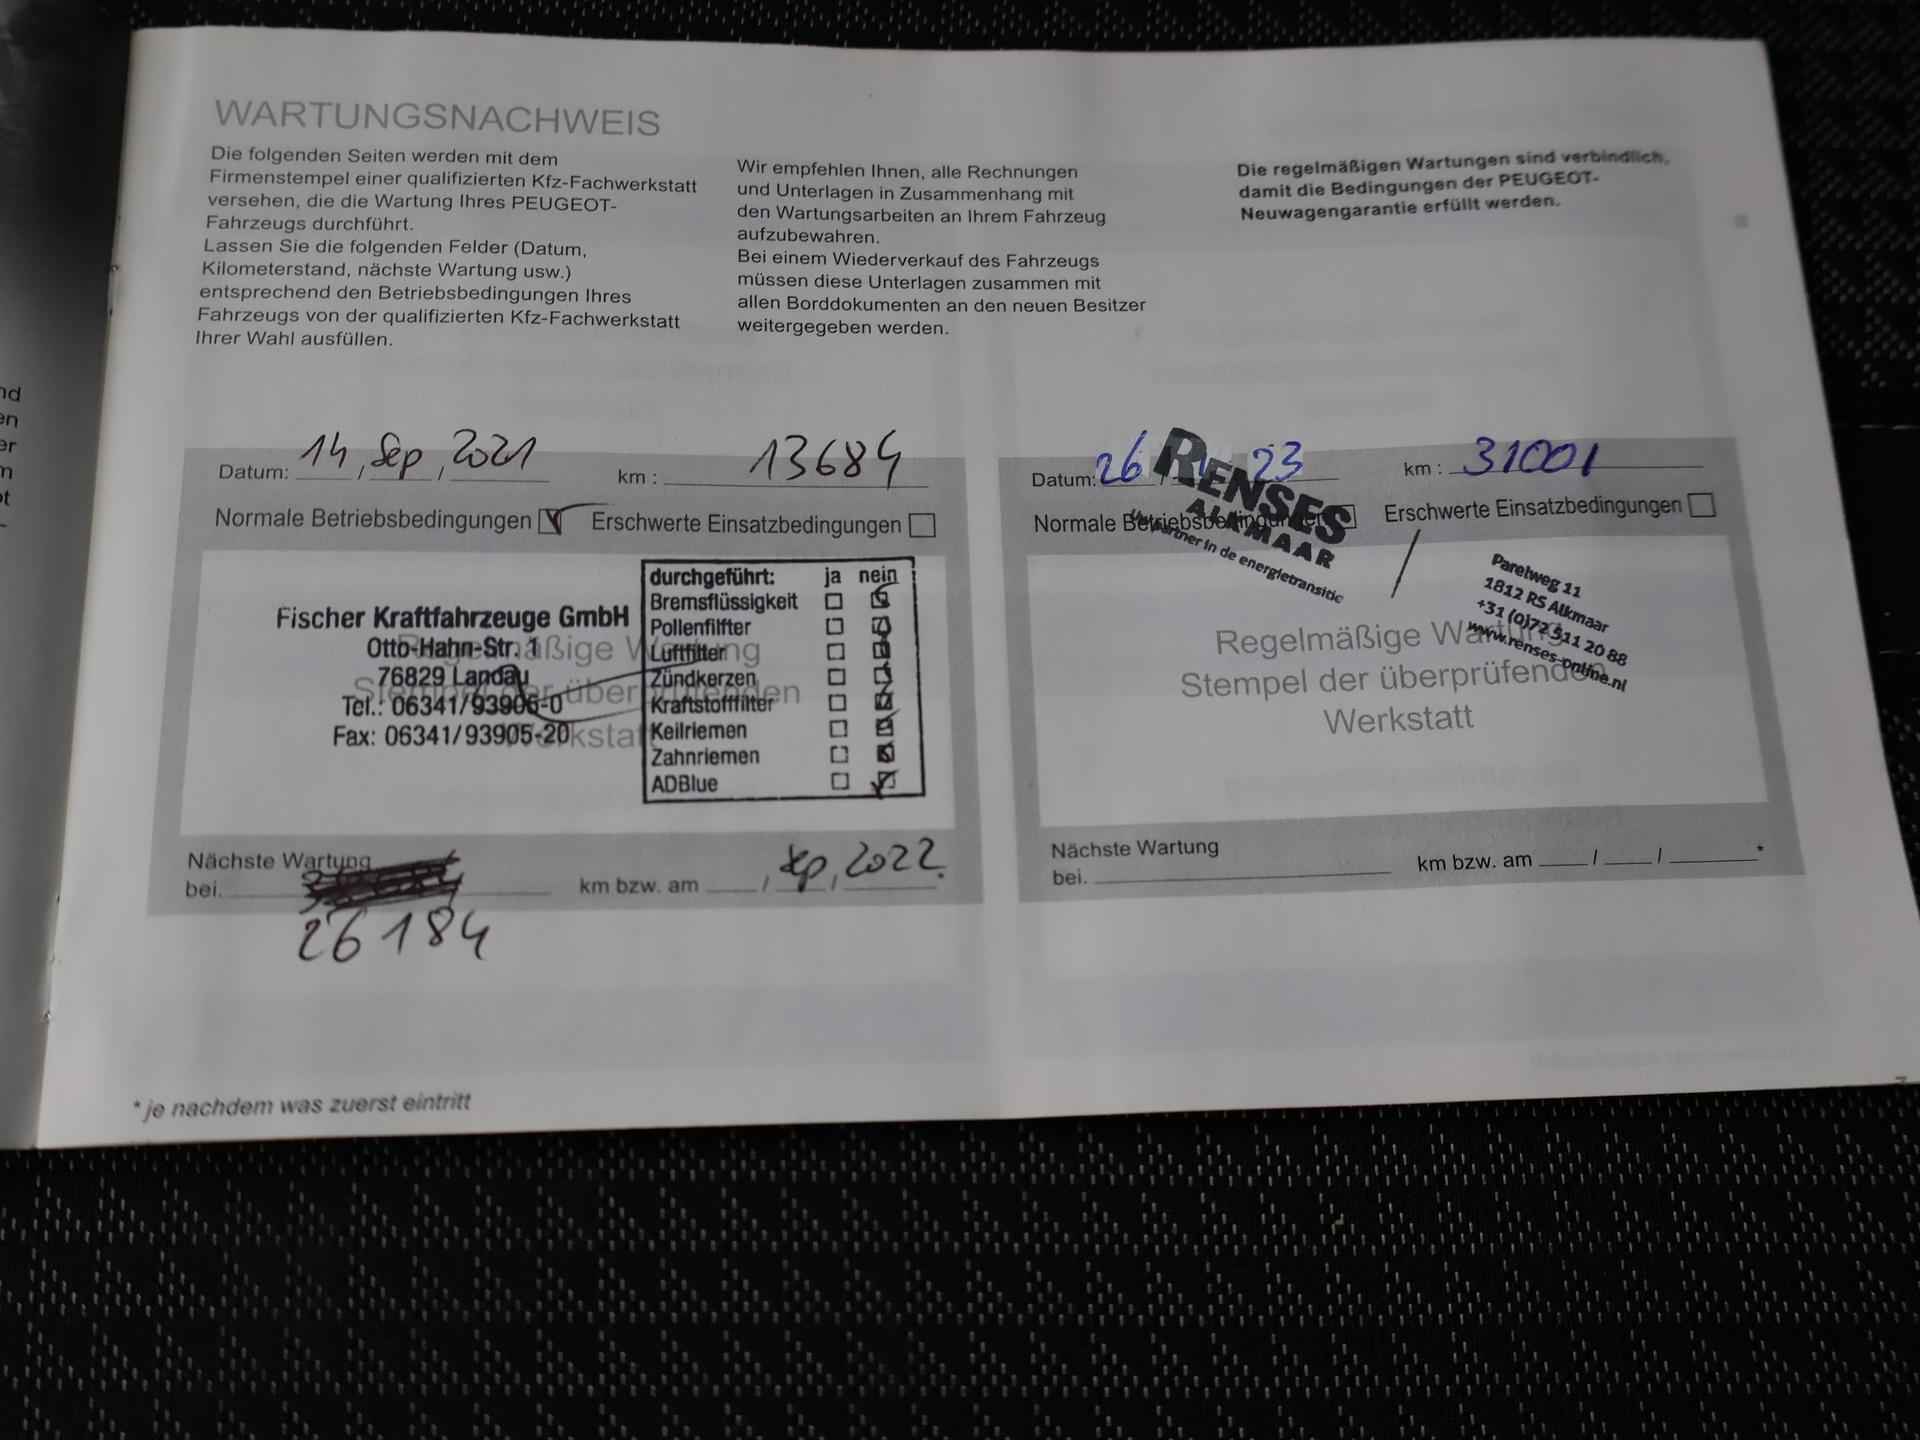 WARTUNGSNACHWEIS
Die folgenden Seiten werden mit dem
Firmenstempel einer qualifizierten Kfz-Fachwerkstatt
versehen, die die Wartung Ihres PEUGEOT-
Fahrzeugs durchführt.
Lassen Sie die folgenden Felder (Datum,
Kilometerstand, nächste Wartung usw.)
entsprechend den Betriebsbedingungen Ihres
Fahrzeugs von der qualifizierten Kfz-Fachwerkstatt
Ihrer Wahl ausfüllen.
Wir empfehlen Ihnen, alle Rechnungen
und Unterlagen in Zusammenhang mit
den Wartungsarbeiten an Ihrem Fahrzeug
aufzubewahren.
Bei einem Wiederverkauf des Fahrzeugs
müssen diese Unterlagen zusammen mit
allen Borddokumenten an den neuen Besitzer
weitergegeben werden.
Die regelmäßigen Wartungen sind verbindlich,
damit die Bedingungen der PEUGEOT-
Neuwagengarantie erfüllt werden.
Datum: 14, Sep, 2021 km : 13684
Normale Betriebsbedingungen Erschwerte Einsatzbedingungen
Fischer Kraftfahrzeuge GmbH
Otto-Hahn-Str. 1
76829 Landau
Tel.: 06341/93905-0
Fax: 06341/93905-20
Regelmäßige Wartung
Stempel der überprüfenden
Werkstatt
durchgeführt: ja nein
Bremsflüssigkeit
Pollenfilfter
Luftfilter
Zündkerzen
Kraftstofffilter
Keilriemen
Zahnriemen
ADBlue
Nächste Wartung
bei. km bzw. am / Sep, 2022.
26184
Datum: 26 / 23 km : 31001
Normale Betriebsbedingungen Erschwerte Einsatzbedingungen
RENSES
ALKMAAR
partner in de energietransitie
Parelweg 11
1812 RS Alkmaar
+31 (0)72 511 20 88
www.renses-online.nl
Regelmäßige Wartung
Stempel der überprüfenden
Werkstatt
Nächste Wartung
bei. km bzw. am / / *
* je nachdem was zuerst eintritt